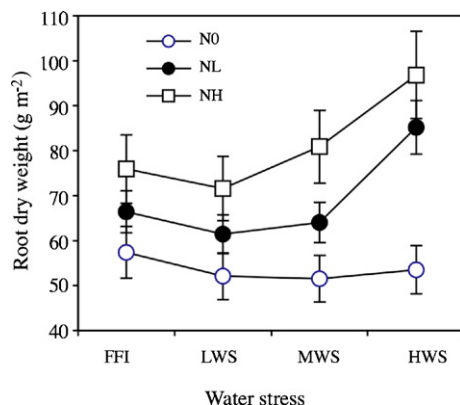 110
100
90
80
70
60
50
40
Root dry weight (g m-2)
N0
NL
NH
FFI LWS MWS HWS
Water stress